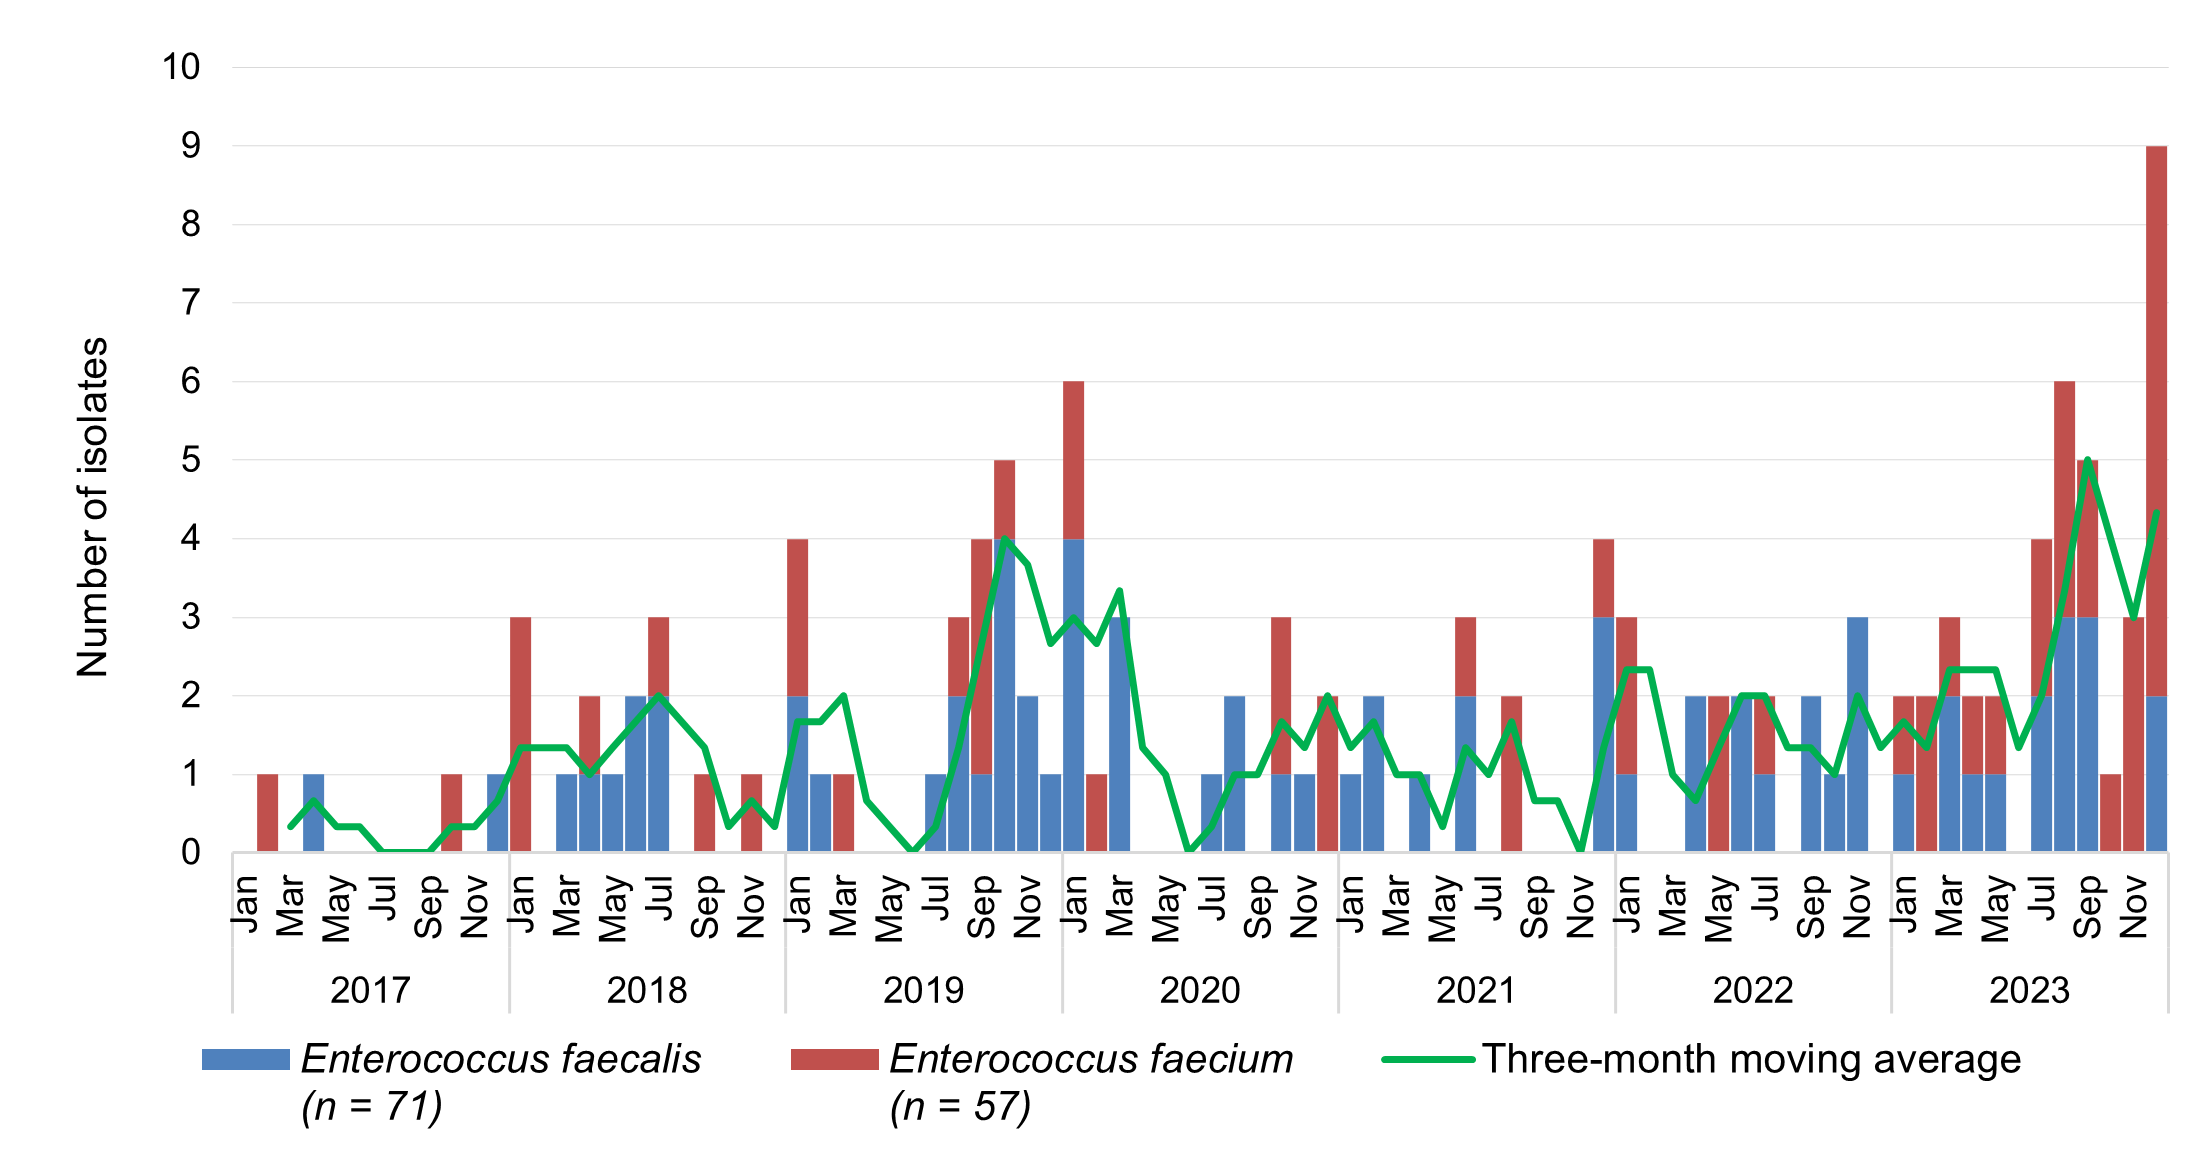 10
9
8
7
6
5
4
3
2
1
0
Number of isolates
Jan Mar May Jul Sep Nov Jan Mar May Jul Sep Nov Jan Mar May Jul Sep Nov Jan Mar May Jul Sep Nov Jan Mar May Jul Sep Nov Jan Mar May Jul Sep Nov Jan Mar May Jul Sep Nov
2017 2018 2019 2020 2021 2022 2023
Enterococcus faecalis Enterococcus faecium Three-month moving average
(n = 71) (n = 57)